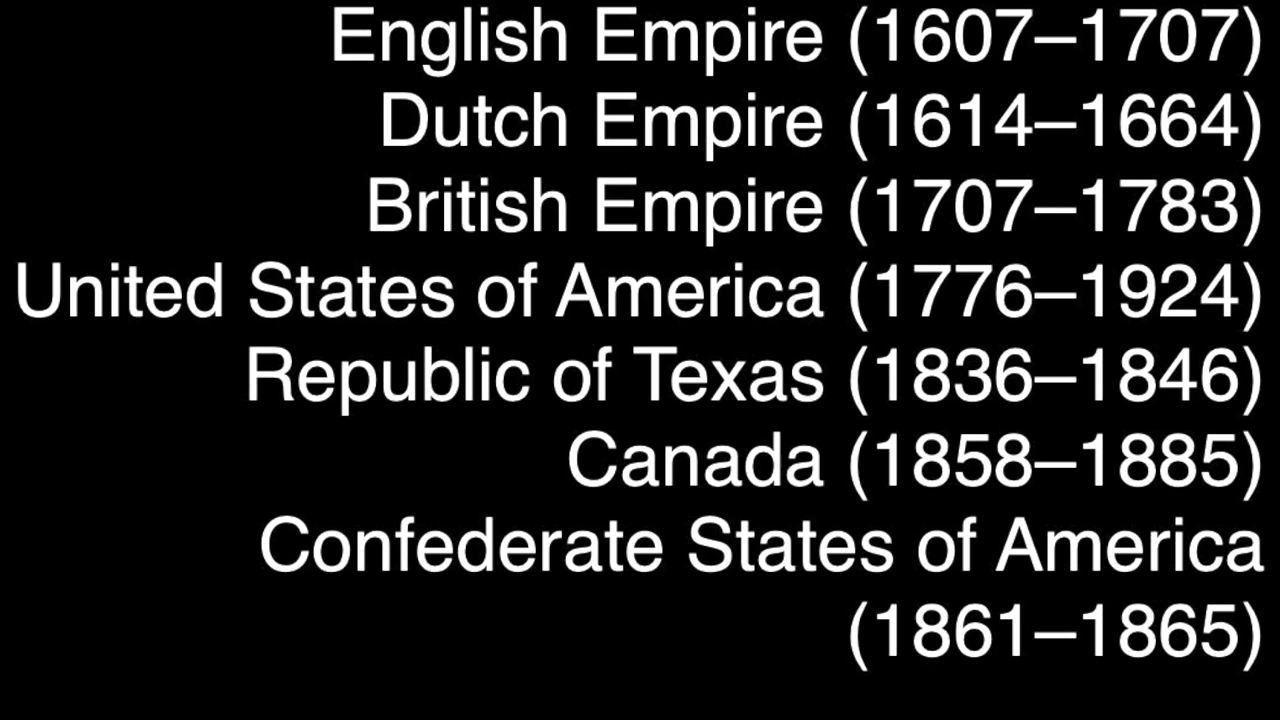 English Empire (1607–1707)
Dutch Empire (1614–1664)
British Empire (1707–1783)
United States of America (1776–1924)
Republic of Texas (1836–1846)
Canada (1858–1885)
Confederate States of America
(1861–1865)